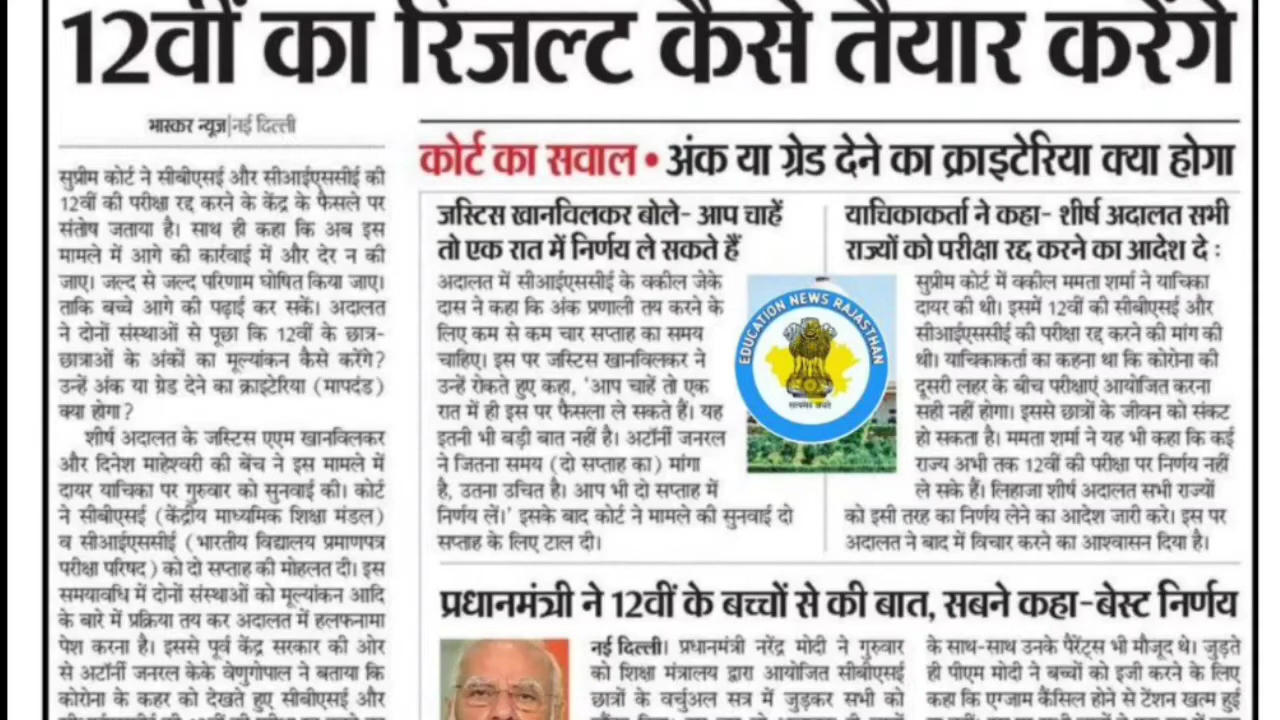 12वीं का रिजल्ट कैसे तैयार करेंगे
भास्कर न्यूज|नई दिल्ली
सुप्रीम कोर्ट ने सीबीएसई और सीआईएससीई की
12वीं की परीक्षा रद्द करने के केंद्र के फैसले पर
संतोष जताया है। साथ ही कहा कि अब इस
मामले में आगे की कार्रवाई में और देर न की
जाए। जल्द से जल्द परिणाम घोषित किया जाए।
ताकि बच्चे आगे की पढ़ाई कर सकें। अदालत
ने दोनों संस्थाओं से पूछा कि 12वीं के छात्र-
छात्राओं के अंकों का मूल्यांकन कैसे करेंगे?
उन्हें अंक या ग्रेड देने का क्राइटेरिया (मापदंड)
क्या होगा?
शीर्ष अदालत के जस्टिस एएम खानविलकर
और दिनेश माहेश्वरी की बेंच ने इस मामले में
दायर याचिका पर गुरुवार को सुनवाई की। कोर्ट
ने सीबीएसई (केंद्रीय माध्यमिक शिक्षा मंडल)
व सीआईएससीई (भारतीय विद्यालय प्रमाणपत्र
परीक्षा परिषद) को दो सप्ताह की मोहलत दी। इस
समयावधि में दोनों संस्थाओं को मूल्यांकन आदि
के बारे में प्रक्रिया तय कर अदालत में हलफनामा
पेश करना है। इससे पूर्व केंद्र सरकार की ओर
से अटॉर्नी जनरल केके वेणुगोपाल ने बताया कि
कोरोना के कहर को देखते हुए सीबीएसई और
कोर्ट का सवाल • अंक या ग्रेड देने का क्राइटेरिया क्या होगा
जस्टिस खानविलकर बोले- आप चाहें
तो एक रात में निर्णय ले सकते हैं
अदालत में सीआईएससीई के वकील जेके
दास ने कहा कि अंक प्रणाली तय करने के
लिए कम से कम चार सप्ताह का समय
चाहिए। इस पर जस्टिस खानविलकर ने
उन्हें रोकते हुए कहा, 'आप चाहें तो एक
रात में ही इस पर फैसला ले सकते हैं। यह
इतनी भी बड़ी बात नहीं है। अटॉर्नी जनरल
ने जितना समय (दो सप्ताह का) मांगा
है, उतना उचित है। आप भी दो सप्ताह में
निर्णय लें।' इसके बाद कोर्ट ने मामले की सुनवाई दो
सप्ताह के लिए टाल दी।
EDUCATION NEWS RAJASTHAN
सत्यमेव जयते
याचिकाकर्ता ने कहा- शीर्ष अदालत सभी
राज्यों को परीक्षा रद्द करने का आदेश दे :
सुप्रीम कोर्ट में वकील ममता शर्मा ने याचिका
दायर की थी। इसमें 12वीं की सीबीएसई और
सीआईएससीई की परीक्षा रद्द करने की मांग की
थी। याचिकाकर्ता का कहना था कि कोरोना की
दूसरी लहर के बीच परीक्षाएं आयोजित करना
सही नहीं होगा। इससे छात्रों के जीवन को संकट
हो सकता है। ममता शर्मा ने यह भी कहा कि कई
राज्य अभी तक 12वीं की परीक्षा पर निर्णय नहीं
ले सके हैं। लिहाजा शीर्ष अदालत सभी राज्यों
को इसी तरह का निर्णय लेने का आदेश जारी करे। इस पर
अदालत ने बाद में विचार करने का आश्वासन दिया है।
प्रधानमंत्री ने 12वीं के बच्चों से की बात, सबने कहा-बेस्ट निर्णय
नई दिल्ली। प्रधानमंत्री नरेंद्र मोदी ने गुरुवार
को शिक्षा मंत्रालय द्वारा आयोजित सीबीएसई
छात्रों के वर्चुअल सत्र में जुड़कर सभी को
के साथ-साथ उनके पैरेंट्स भी मौजूद थे। जुड़ते
ही पीएम मोदी ने बच्चों को इजी करने के लिए
कहा कि एग्जाम कैंसिल होने से टेंशन खत्म हुई